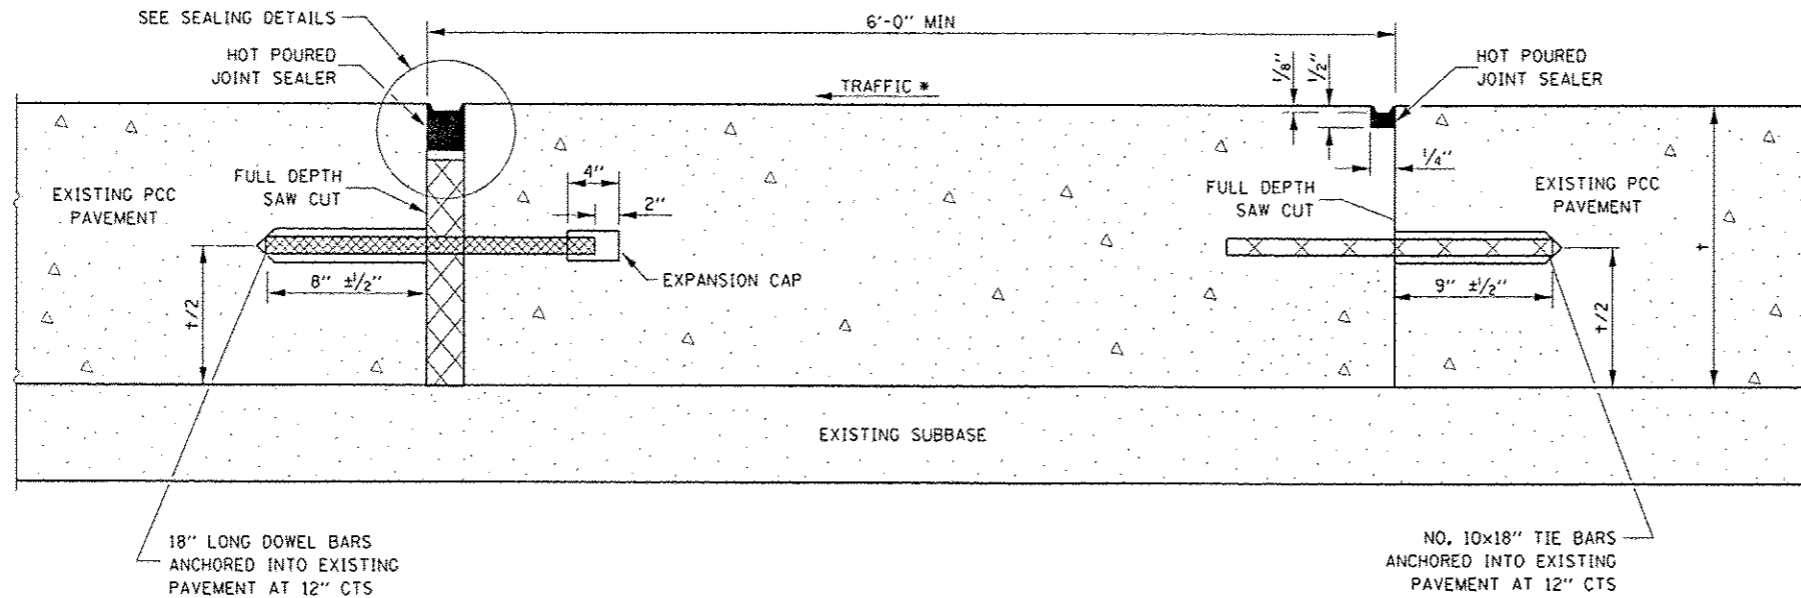 SEE SEALING DETAILS
6'-0" MIN
HOT POURED
JOINT SEALER
TRAFFIC *
1/8"
1/2"
HOT POURED
JOINT SEALER
EXISTING PCC
PAVEMENT
FULL DEPTH
SAW CUT
4"
2"
1/4"
FULL DEPTH
SAW CUT
EXISTING PCC
PAVEMENT
t
EXPANSION CAP
t/2
8" ±1/2"
9" ±1/2"
t/2
EXISTING SUBBASE
18" LONG DOWEL BARS
ANCHORED INTO EXISTING
PAVEMENT AT 12" CTS
NO. 10x18" TIE BARS
ANCHORED INTO EXISTING
PAVEMENT AT 12" CTS